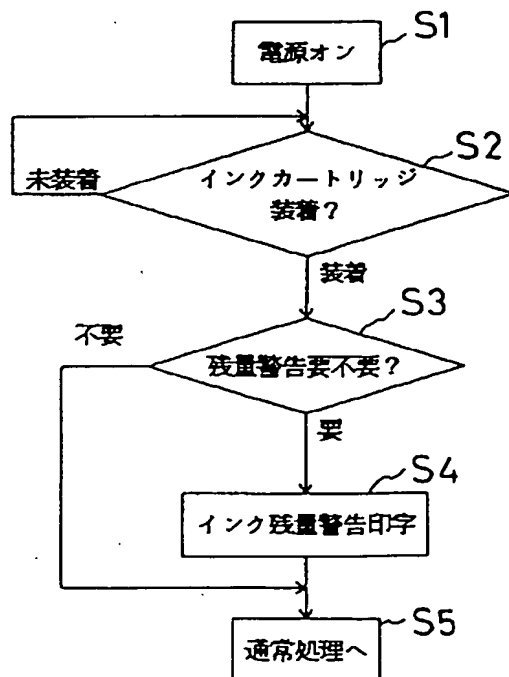 S1
電源オン
S2
インクカートリッジ
装着？
未装着
装着
S3
不要
残量警告要不要？
要
S4
インク残量警告印字
S5
通常処理へ